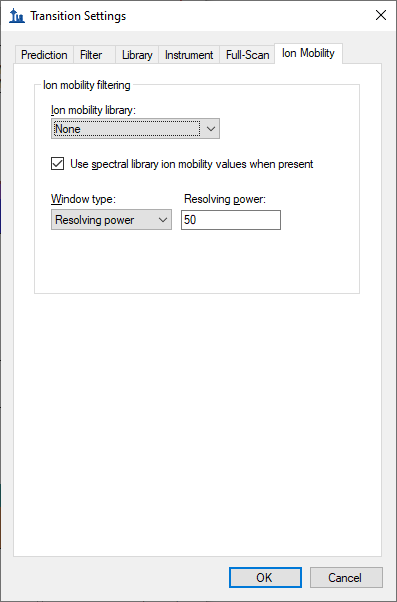 Transition Settings
Prediction Filter Library Instrument Full-Scan Ion Mobility
Ion mobility filtering
Ion mobility library:
None
Use spectral library ion mobility values when present
Window type: Resolving power:
Resolving power 50
OK Cancel